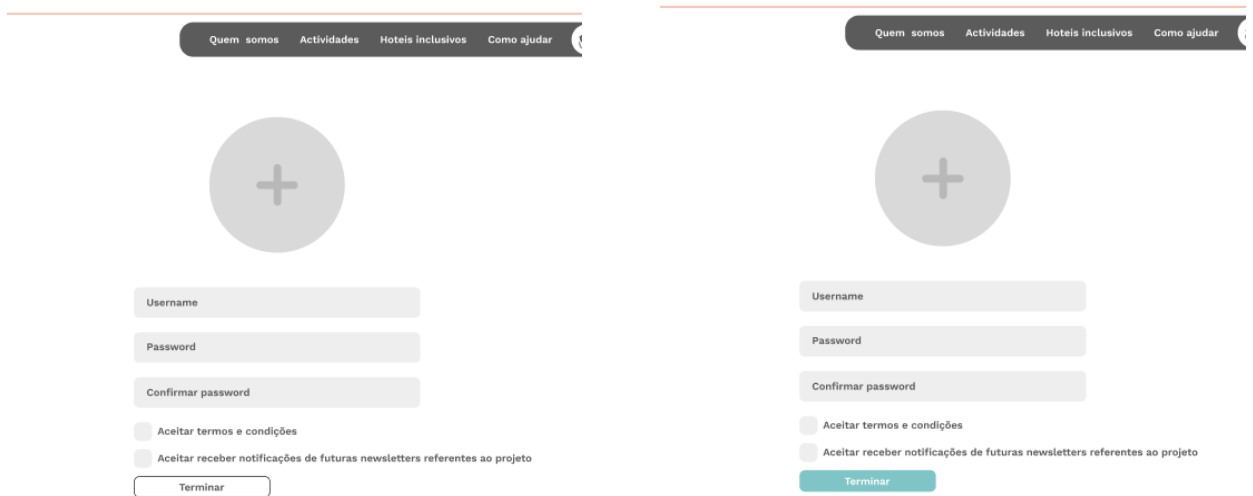 Quem somos Actividades Hoteis inclusivos Como ajudar
Username
Password
Confirmar password
Aceitar termos e condições
Aceitar receber notificações de futuras newsletters referentes ao projeto
Terminar
Quem somos Actividades Hoteis inclusivos Como ajudar
Username
Password
Confirmar password
Aceitar termos e condições
Aceitar receber notificações de futuras newsletters referentes ao projeto
Terminar